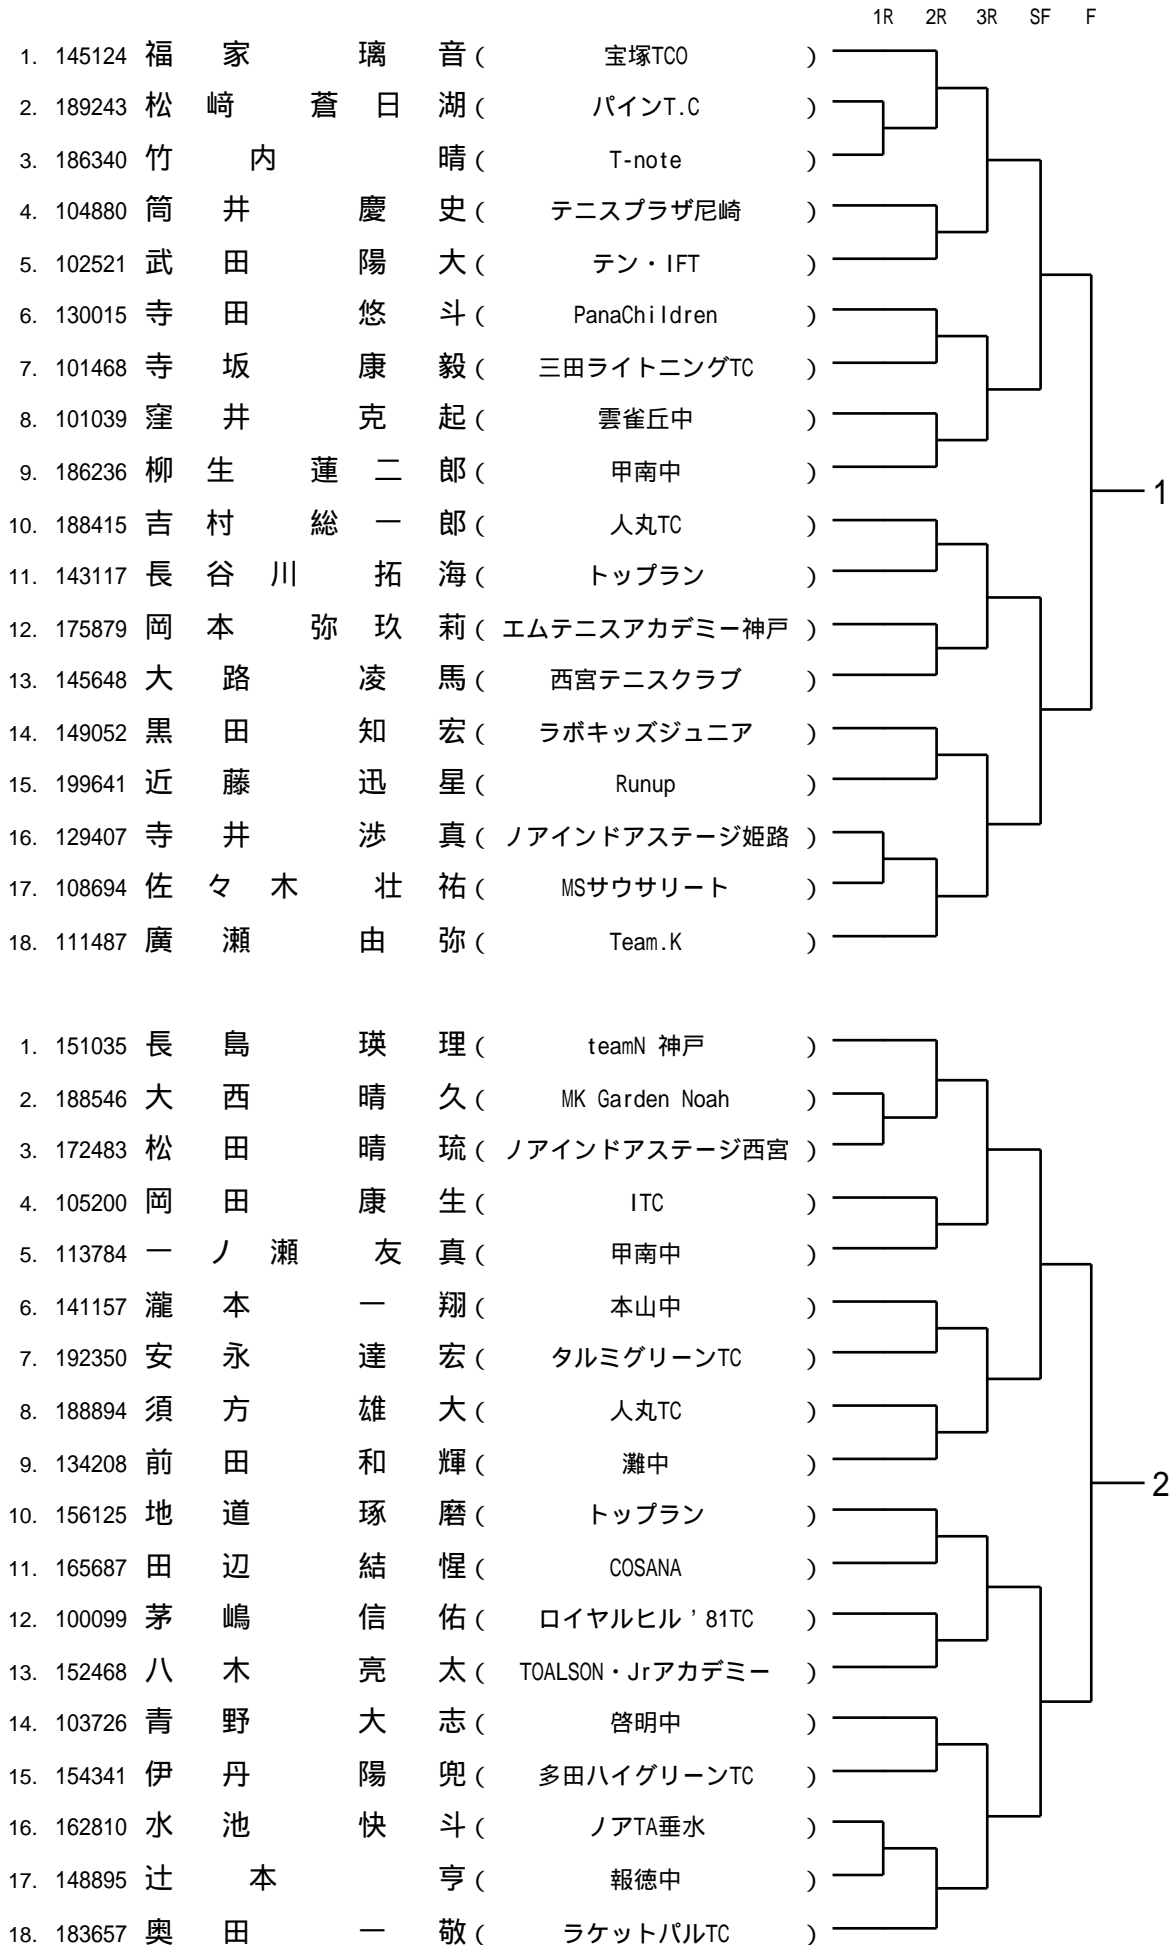 1R 2R 3R SF F
1. 145124 福家 璃音 ( 宝塚TCO )
2. 189243 松﨑 蒼日湖 ( パインT.C )
3. 186340 竹内 晴 ( T-note )
4. 104880 筒井 慶史 ( テニスプラザ尼崎 )
5. 102521 武田 陽大 ( テン・IFT )
6. 130015 寺田 悠斗 ( PanaChildren )
7. 101468 寺坂 康毅 ( 三田ライトニングTC )
8. 101039 窪井 克起 ( 雲雀丘中 )
9. 186236 柳生 蓮二郎 ( 甲南中 )
1
10. 188415 吉村 総一郎 ( 人丸TC )
11. 143117 長谷川 拓海 ( トップラン )
12. 175879 岡本 弥玖莉 ( エムテニスアカデミー神戸 )
13. 145648 大路 凌馬 ( 西宮テニスクラブ )
14. 149052 黒田 知宏 ( ラボキッズジュニア )
15. 199641 近藤 迅星 ( Runup )
16. 129407 寺井 渉真 ( ノアインドアステージ姫路 )
17. 108694 佐々木 壮祐 ( MSサウサリート )
18. 111487 廣瀬 由弥 ( Team.K )
1. 151035 長島 瑛理 ( teamN 神戸 )
2. 188546 大西 晴久 ( MK Garden Noah )
3. 172483 松田 晴琉 ( ノアインドアステージ西宮 )
4. 105200 岡田 康生 ( ITC )
5. 113784 一ノ瀬 友真 ( 甲南中 )
6. 141157 瀧本 一翔 ( 本山中 )
7. 192350 安永 達宏 ( タルミグリーンTC )
8. 188894 須方 雄大 ( 人丸TC )
9. 134208 前田 和輝 ( 灘中 )
2
10. 156125 地道 琢磨 ( トップラン )
11. 165687 田辺 結惺 ( COSANA )
12. 100099 茅嶋 信佑 ( ロイヤルヒル'81TC )
13. 152468 八木 亮太 ( TOALSON・Jrアカデミー )
14. 103726 青野 大志 ( 啓明中 )
15. 154341 伊丹 陽兜 ( 多田ハイグリーンTC )
16. 162810 水池 快斗 ( ノアTA垂水 )
17. 148895 辻本 亨 ( 報徳中 )
18. 183657 奥田 一敬 ( ラケットパルTC )